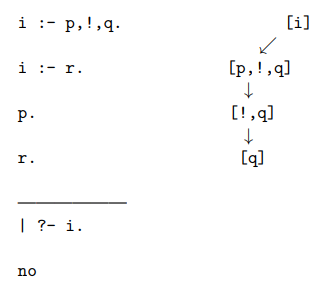 i :- p,!,q.
[i]
i :- r.
[p,!,q]
p.
[!,q]
r.
[q]
| ?- i.
no